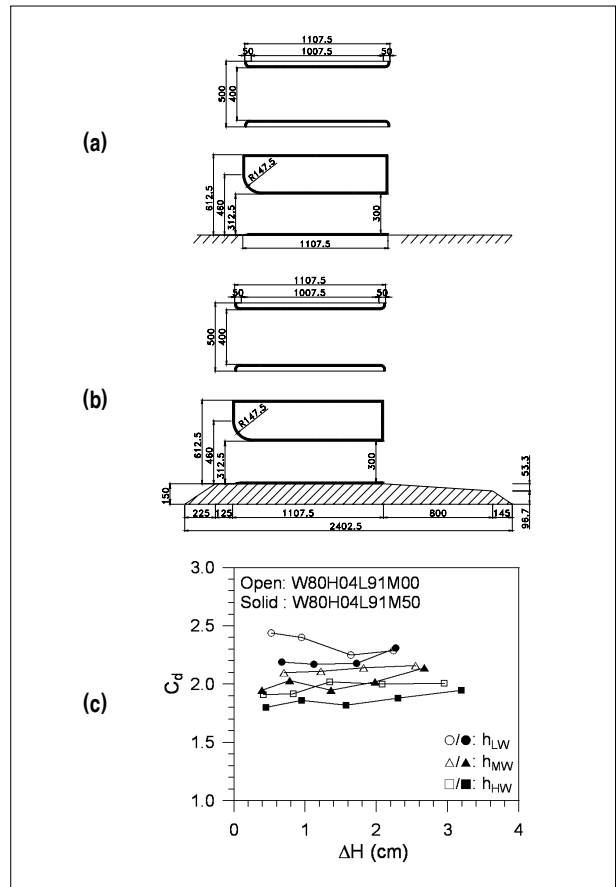 1107.5
50 1007.5 50
500
400
(a)
R147.5
612.5
460
312.5
300
1107.5
1107.5
50 1007.5 50
500
400
(b)
R147.5
612.5
460
312.5
300
53.3
150
96.7
225 125 1107.5 800 145
2402.5
3.0
Open: W80H04L91M00
Solid : W80H04L91M50
2.5
(c)
Cd
2.0
1.5
○/●: hLW
△/▲: hMW
□/■: hHW
1.0
0 1 2 3 4
ΔH (cm)